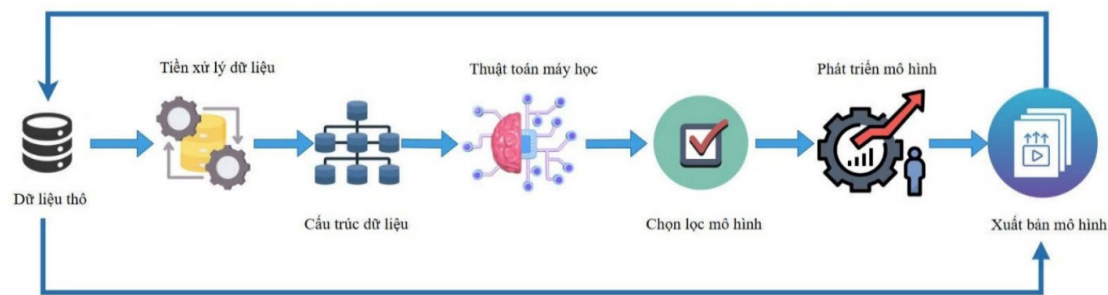 Tiền xử lý dữ liệu
Thuật toán máy học
Phát triển mô hình
Dữ liệu thô
Cấu trúc dữ liệu
Chọn lọc mô hình
Xuất bản mô hình